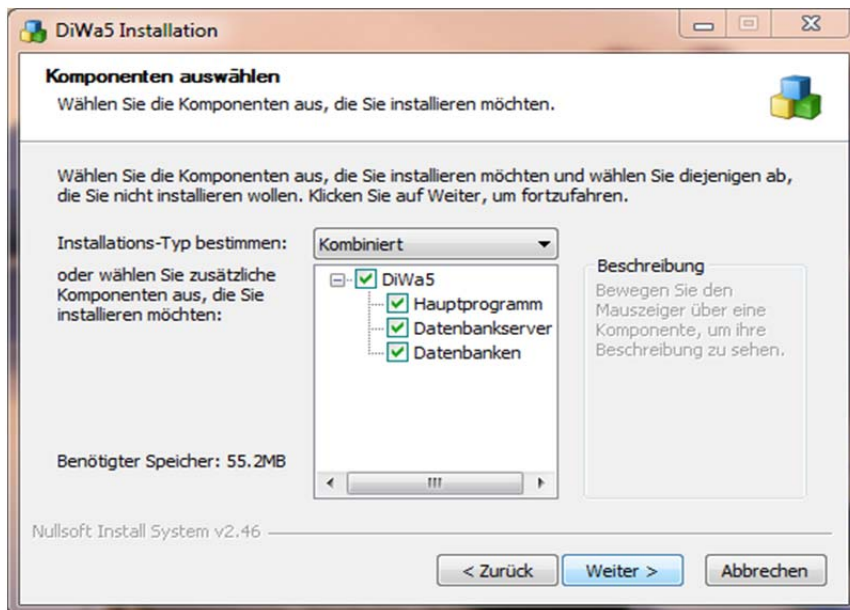 DiWa5 Installation
Komponenten auswählen
Wählen Sie die Komponenten aus, die Sie installieren möchten.
Wählen Sie die Komponenten aus, die Sie installieren möchten und wählen Sie diejenigen ab,
die Sie nicht installieren wollen. Klicken Sie auf Weiter, um fortzufahren.
Installations-Typ bestimmen:
Kombiniert
oder wählen Sie zusätzliche
Komponenten aus, die Sie
installieren möchten:
DiWa5
Hauptprogramm
Datenbankserver
Datenbanken
Beschreibung
Bewegen Sie den
Mauszeiger über eine
Komponente, um ihre
Beschreibung zu sehen.
Benötigter Speicher: 55.2MB
Nullsoft Install System v2.46
< Zurück
Weiter >
Abbrechen